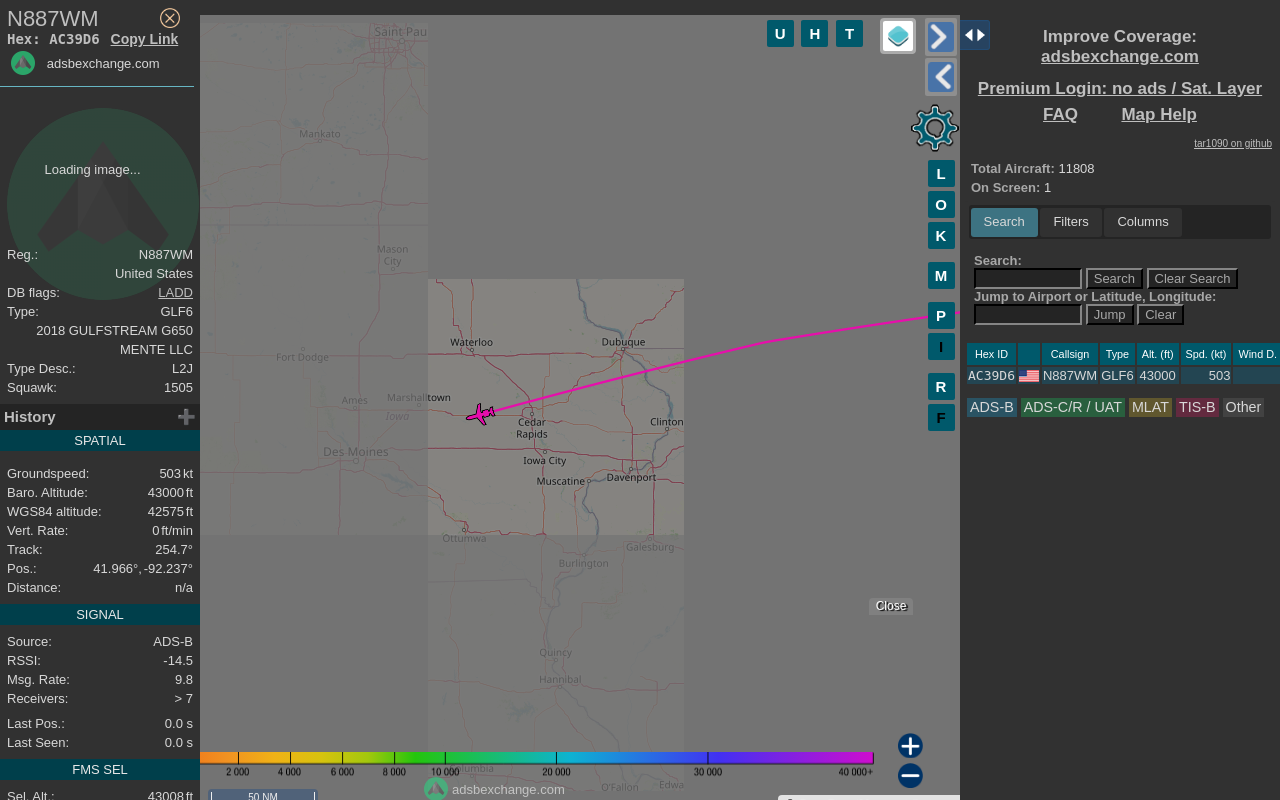 N887WM
Hex: AC39D6 Copy Link
adsbexchange.com
Loading image...
Reg.: N887WM
United States
DB flags: LADD
Type: GLF6
2018 GULFSTREAM G650
MENTE LLC
Type Desc.: L2J
Squawk: 1505
History
SPATIAL
Groundspeed: 503 kt
Baro. Altitude: 43000 ft
WGS84 altitude: 42575 ft
Vert. Rate: 0 ft/min
Track: 254.7°
Pos.: 41.966°, -92.237°
Distance: n/a
SIGNAL
Source: ADS-B
RSSI: -14.5
Msg. Rate: 9.8
Receivers: > 7
Last Pos.: 0.0 s
Last Seen: 0.0 s
FMS SEL
Sel. Alt.: 43008 ft
Saint Pau
Mankato
Mason
City
Waterloo
Dubuque
Fort Dodge
Ames
Marshalltown
Iowa
Cedar
Rapids
Clinton
Des Moines
Iowa City
Muscatine
Davenport
Ottumwa
Galesburg
Burlington
Quincy
Hannibal
Columbia
O'Fallon
Edwa
2 000 4 000 6 000 8 000 10 000 20 000 30 000 40 000+
adsbexchange.com
50 NM
Close
U H T
L
O
K
M
P
I
R
F
Improve Coverage:
adsbexchange.com
Premium Login: no ads / Sat. Layer
FAQ Map Help
tar1090 on github
Total Aircraft: 11808
On Screen: 1
Search Filters Columns
Search:
Search Clear Search
Jump to Airport or Latitude, Longitude:
Jump Clear
Hex ID Callsign Type Alt. (ft) Spd. (kt) Wind D.
AC39D6 N887WM GLF6 43000 503
ADS-B ADS-C/R / UAT MLAT TIS-B Other